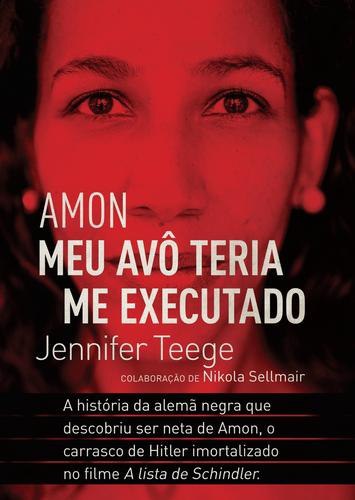 AMON
MEU AVÔ TERIA
ME EXECUTADO
Jennifer Teege
COLABORAÇÃO DE Nikola Sellmair
A história da alemã negra que
descobriu ser neta de Amon, o
carrasco de Hitler imortalizado
no filme A lista de Schindler.